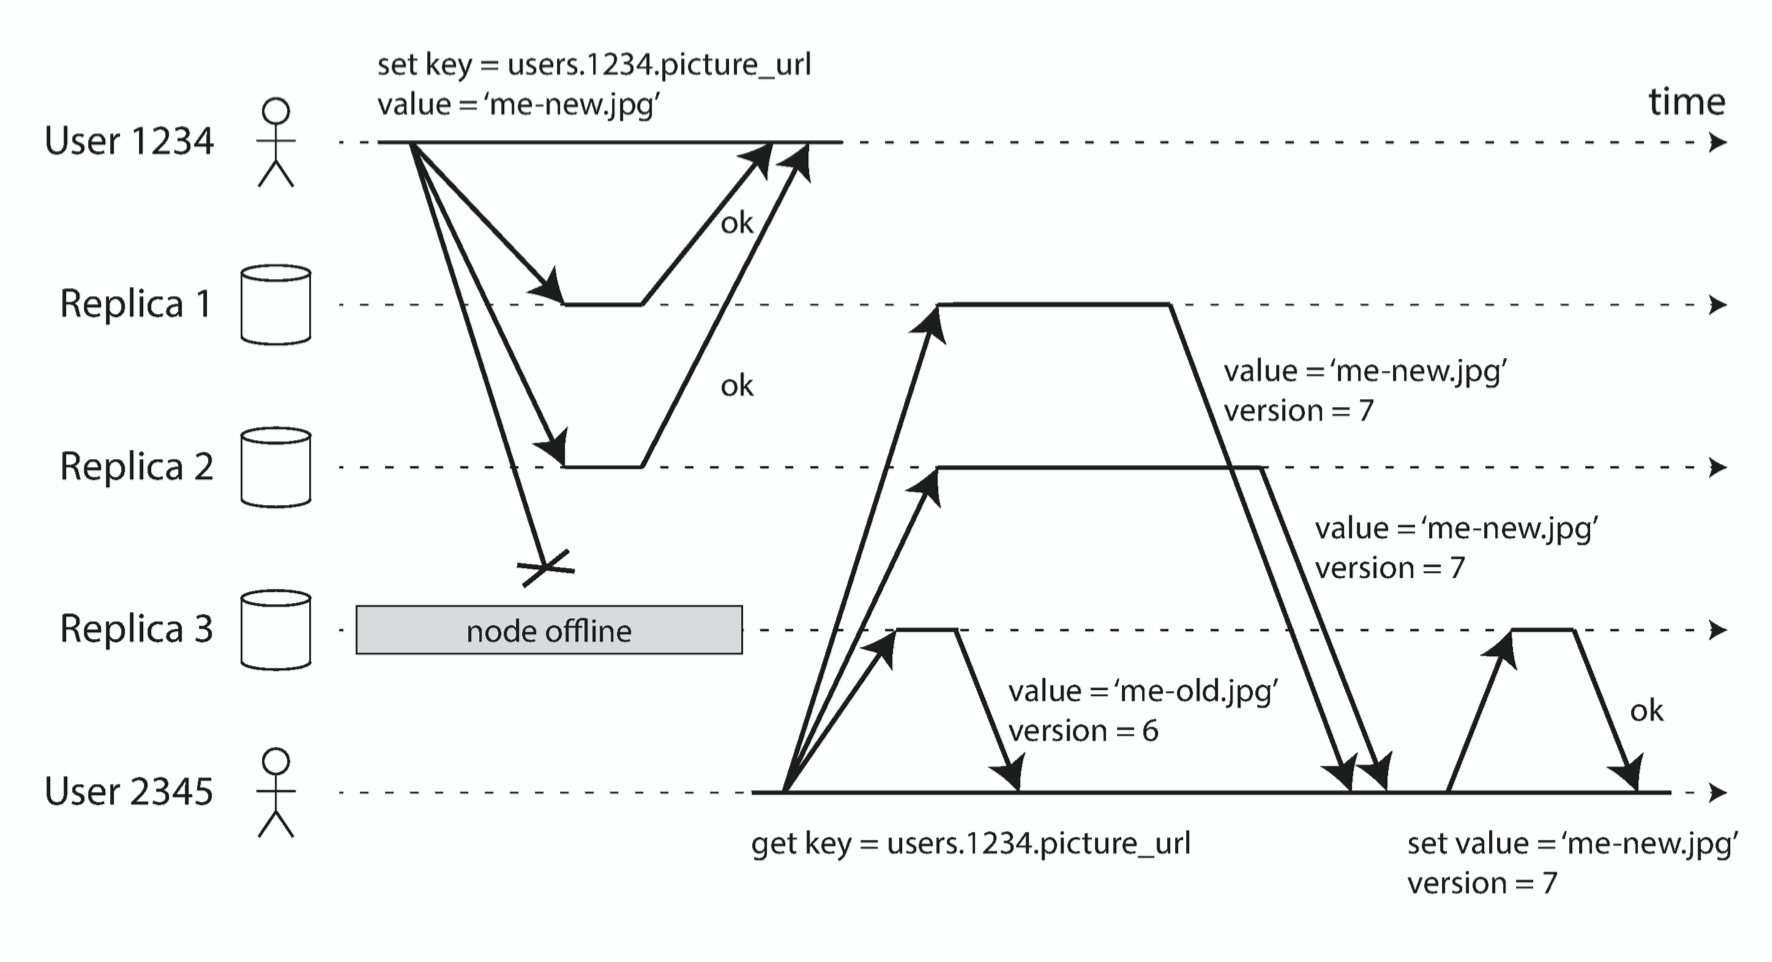 set key = users.1234.picture_url
value = ‘me-new.jpg’
time
User 1234
ok
Replica 1
value = ‘me-new.jpg’
version = 7
ok
Replica 2
value = ‘me-new.jpg’
version = 7
Replica 3
node offline
value = ‘me-old.jpg’
version = 6
ok
User 2345
get key = users.1234.picture_url
set value = ‘me-new.jpg’
version = 7